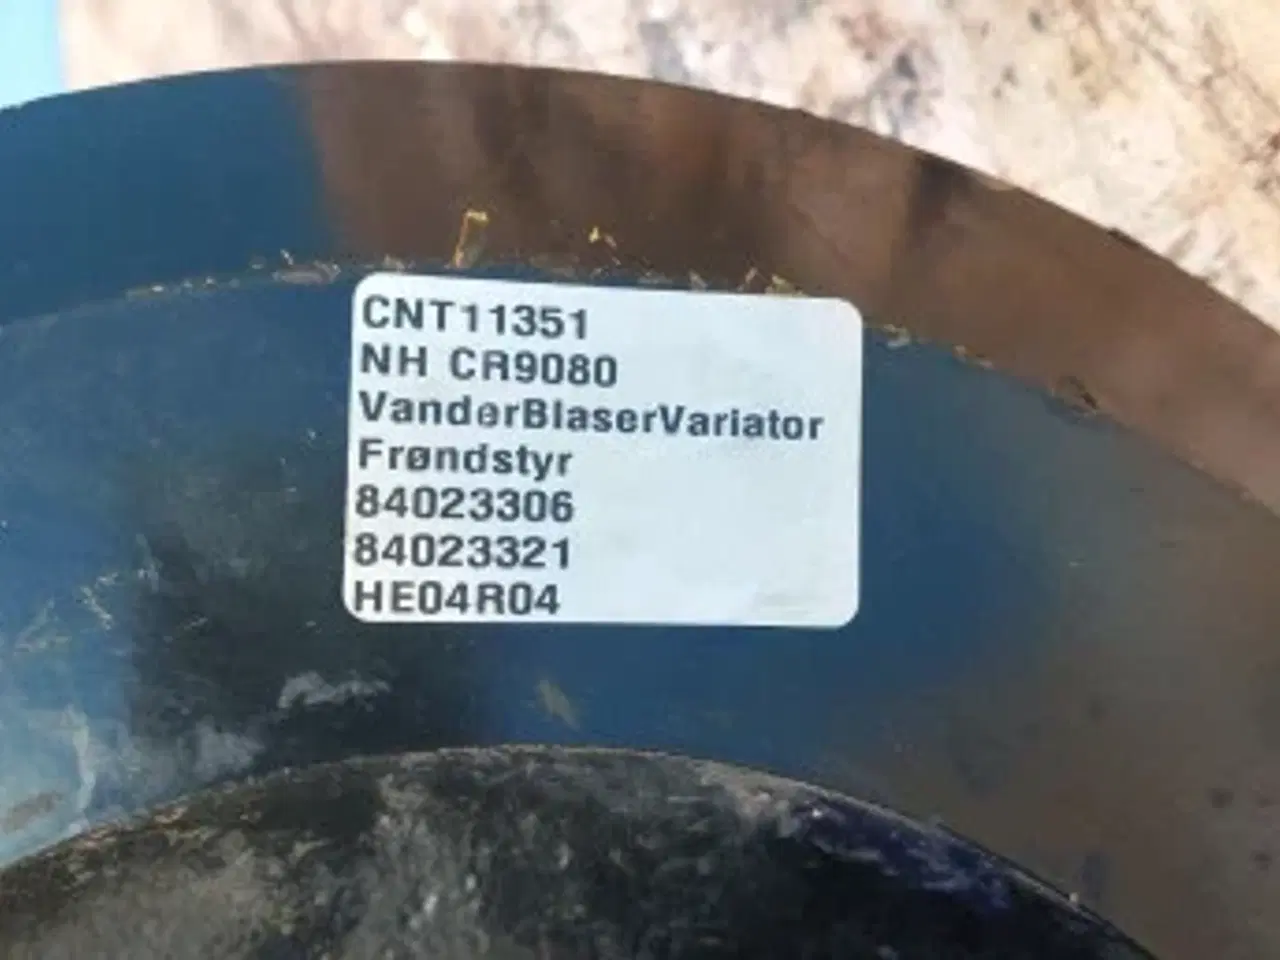 CNT11351
NH CR9080
VanderBlaserVariator
Frøndstyr
84023306
84023321
HE04R04